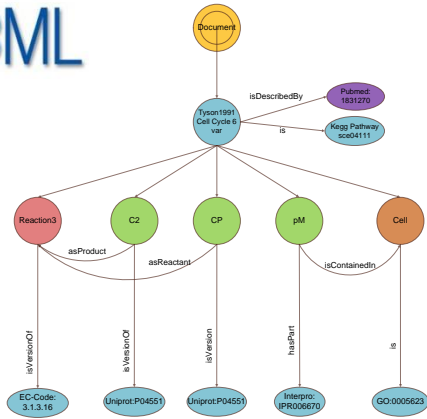 BML
Document
isDescribedBy
Pubmed:
1831270
Tyson1991
Cell Cycle 6
var
is
Kegg Pathway
sce04111
Reaction3
C2
CP
pM
Cell
asProduct
asReactant
isContainedIn
isVersionOf
isVersionOf
isVersion
hasPart
is
EC-Code:
3.1.3.16
Uniprot:P04551
Uniprot:P04551
Interpro:
IPR006670
GO:0005623